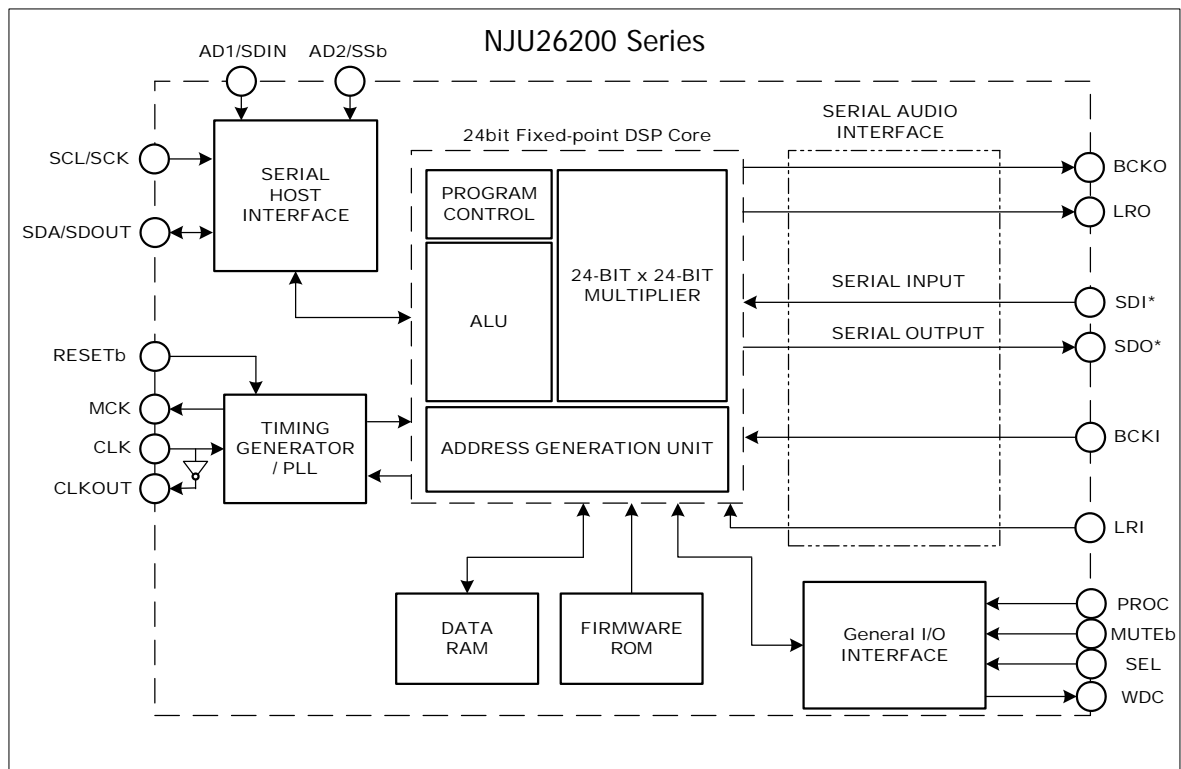 NJU26200 Series
AD1/SDIN
AD2/SSb
SCL/SCK
SDA/SDOUT
SERIAL
HOST
INTERFACE
24bit Fixed-point DSP Core
PROGRAM
CONTROL
ALU
24-BIT x 24-BIT
MULTIPLIER
ADDRESS GENERATION UNIT
SERIAL AUDIO
INTERFACE
SERIAL INPUT
SERIAL OUTPUT
BCKO
LRO
SDI*
SDO*
BCKI
LRI
RESETb
MCK
CLK
CLKOUT
TIMING
GENERATOR
/ PLL
DATA
RAM
FIRMWARE
ROM
General I/O
INTERFACE
PROC
MUTEb
SEL
WDC